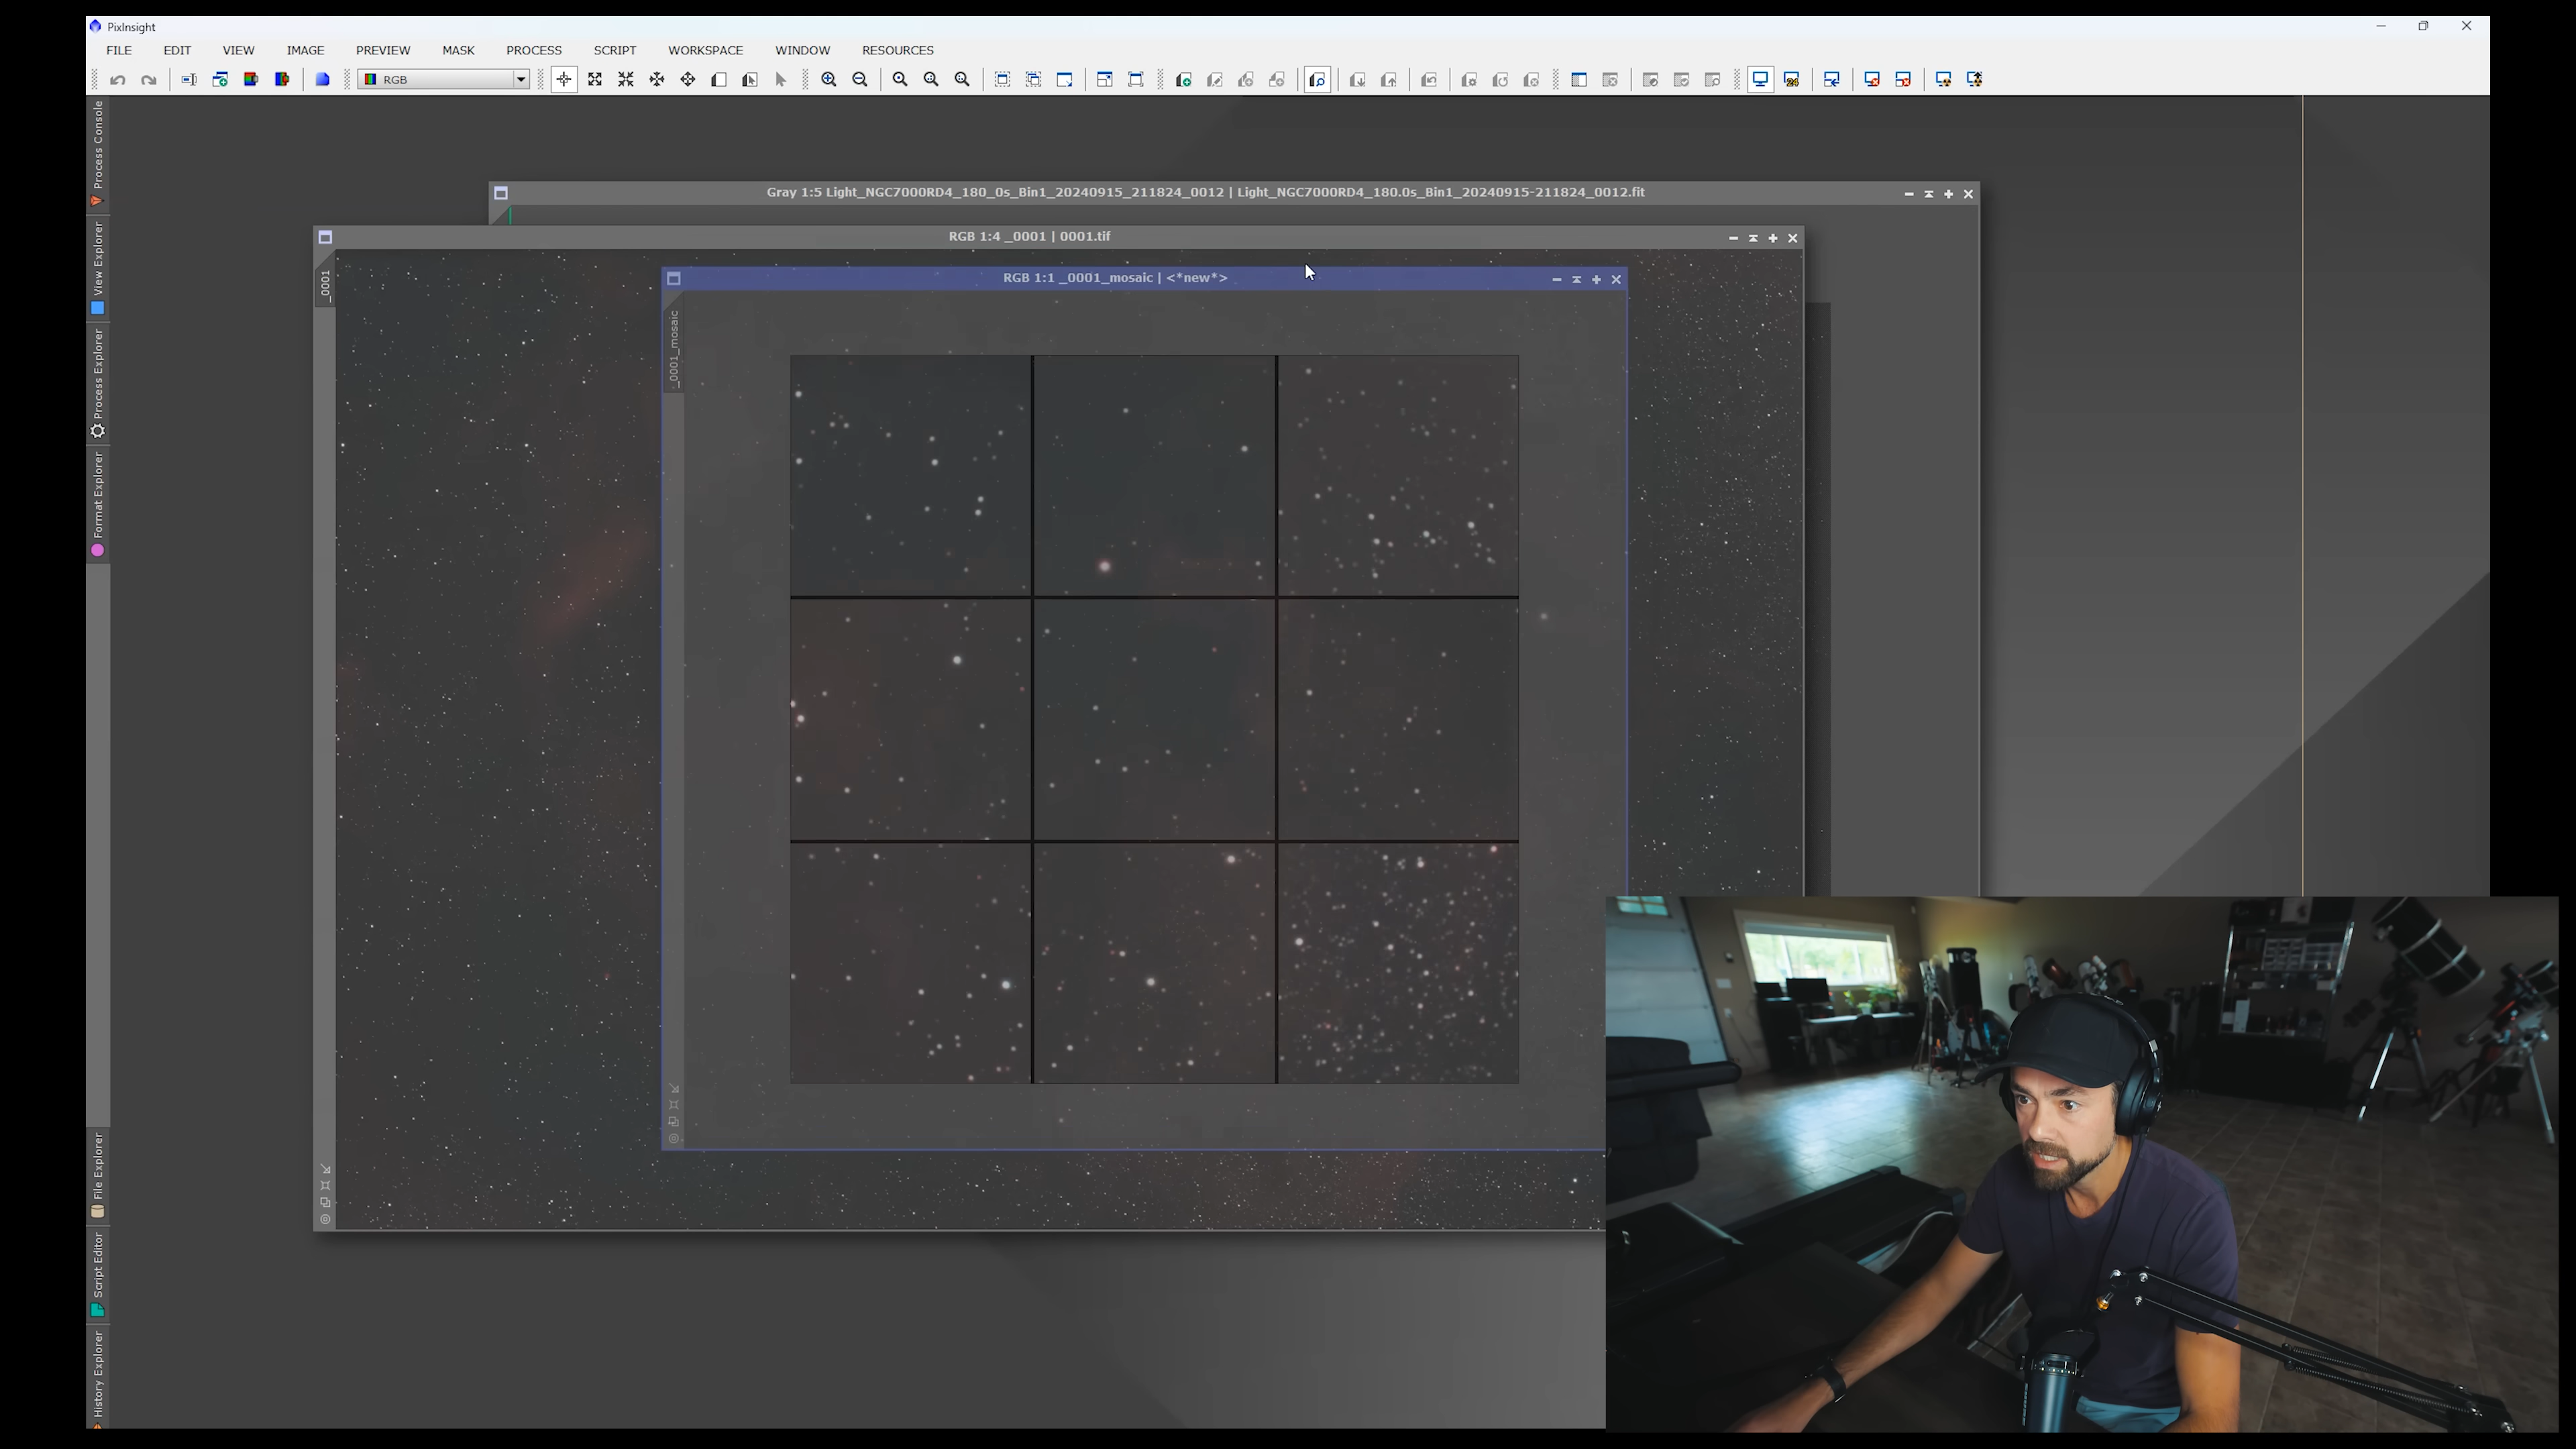 PixInsight
FILE EDIT VIEW IMAGE PREVIEW MASK PROCESS SCRIPT WORKSPACE WINDOW RESOURCES
RGB
Process Console
View Explorer
Process Explorer
Format Explorer
File Explorer
Script Editor
History Explorer
Gray 1:5 Light_NGC7000RD4_180_0s_Bin1_20240915_211824_0012 | Light_NGC7000RD4_180.0s_Bin1_20240915-211824_0012.fit
RGB 1:4 _0001 | 0001.tif
_0001
RGB 1:1 _0001_mosaic | <*new*>
_0001_mosaic